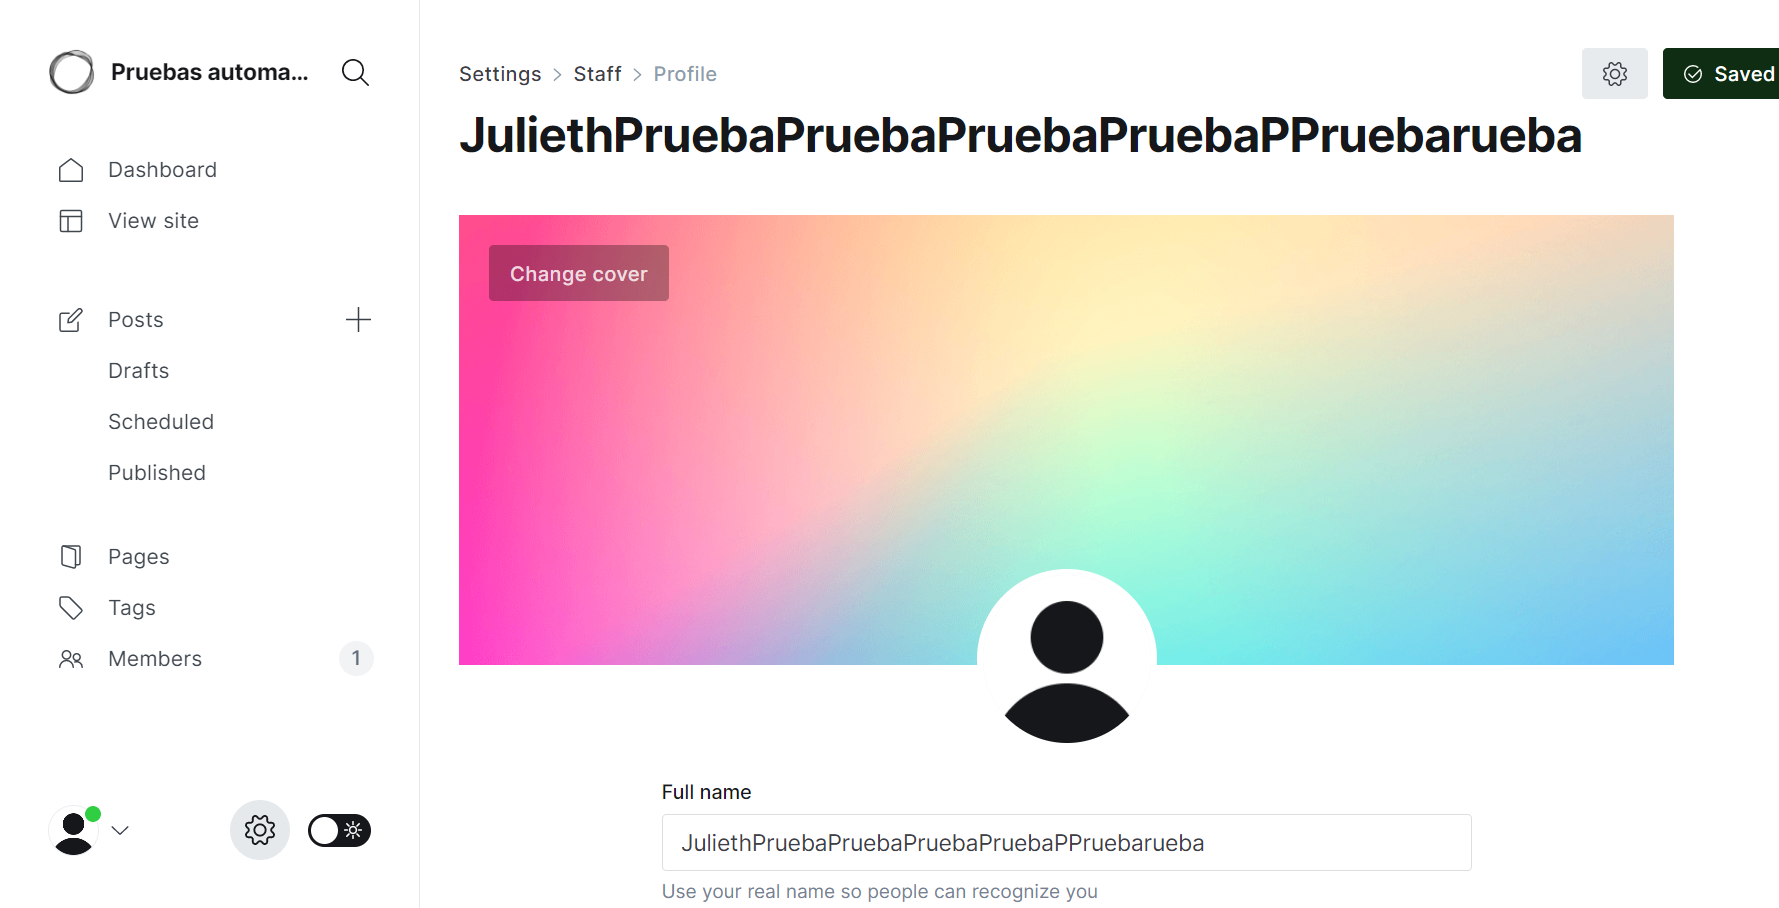 Pruebas automa...
Dashboard
View site
Posts
Drafts
Scheduled
Published
Pages
Tags
Members 1
Settings > Staff > Profile
Saved
JuliethPruebaPruebaPruebaPruebaPPruebarueba
Change cover
Full name
JuliethPruebaPruebaPruebaPruebaPPruebarueba
Use your real name so people can recognize you